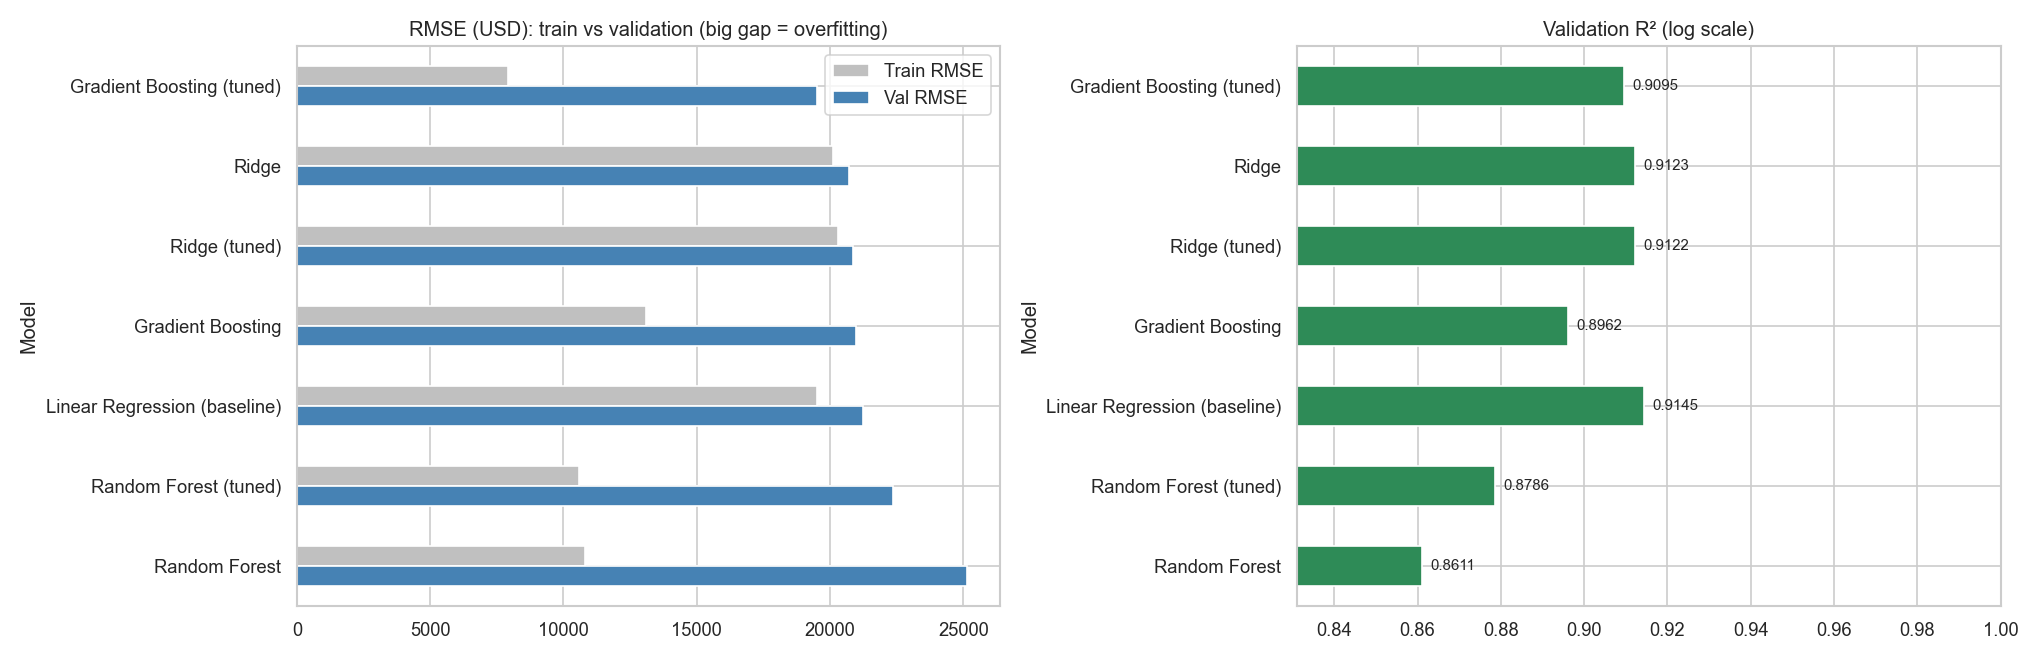 RMSE (USD): train vs validation (big gap = overfitting)
Train RMSE
Val RMSE
Model
Gradient Boosting (tuned)
Ridge
Ridge (tuned)
Gradient Boosting
Linear Regression (baseline)
Random Forest (tuned)
Random Forest
0 5000 10000 15000 20000 25000
Validation R² (log scale)
Model
Gradient Boosting (tuned) 0.9095
Ridge 0.9123
Ridge (tuned) 0.9122
Gradient Boosting 0.8962
Linear Regression (baseline) 0.9145
Random Forest (tuned) 0.8786
Random Forest 0.8611
0.84 0.86 0.88 0.90 0.92 0.94 0.96 0.98 1.00